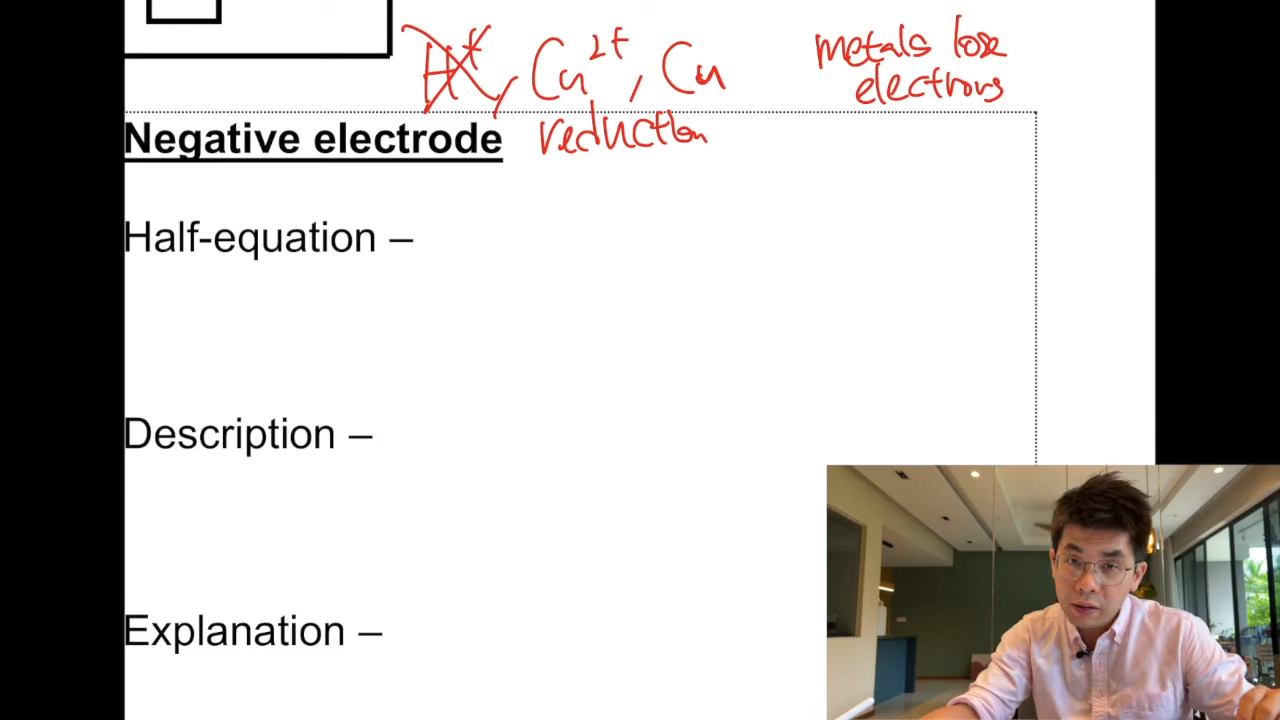 H⁺, Cu²⁺, Cu
metals lose
electrons
Negative electrode reduction
Half-equation –
Description –
Explanation –